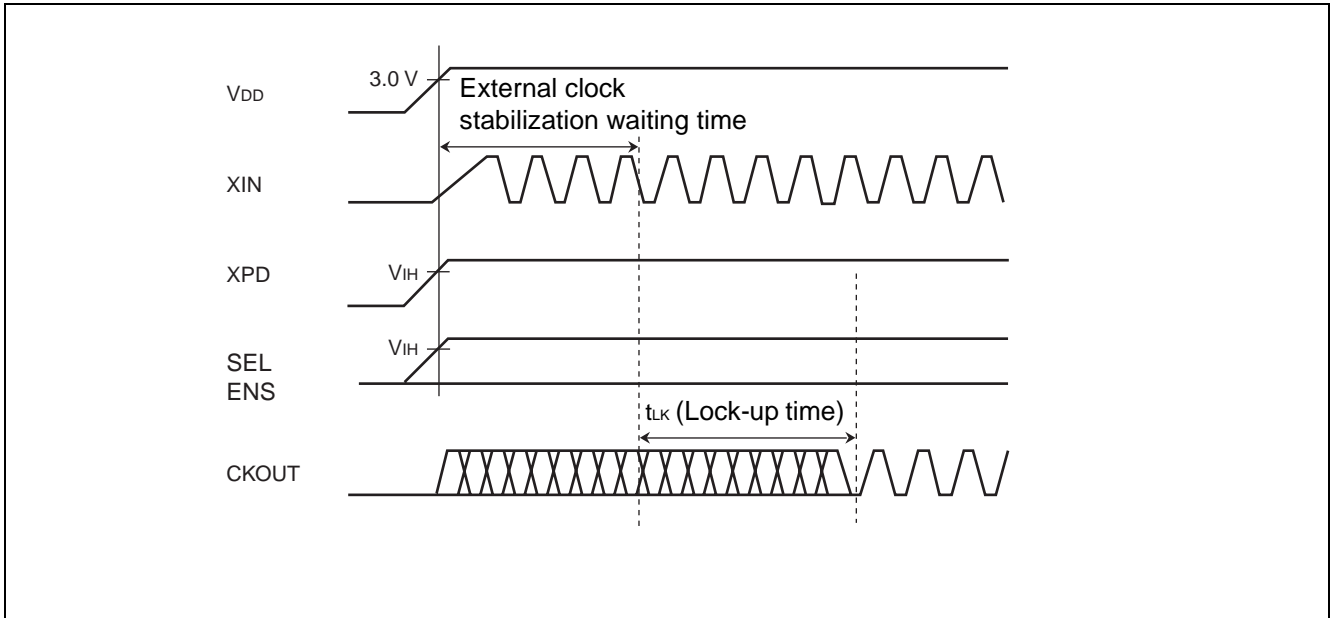 VDD
3.0 V
External clock
stabilization waiting time
XIN
XPD
VIH
SEL
ENS
VIH
tLK (Lock-up time)
CKOUT